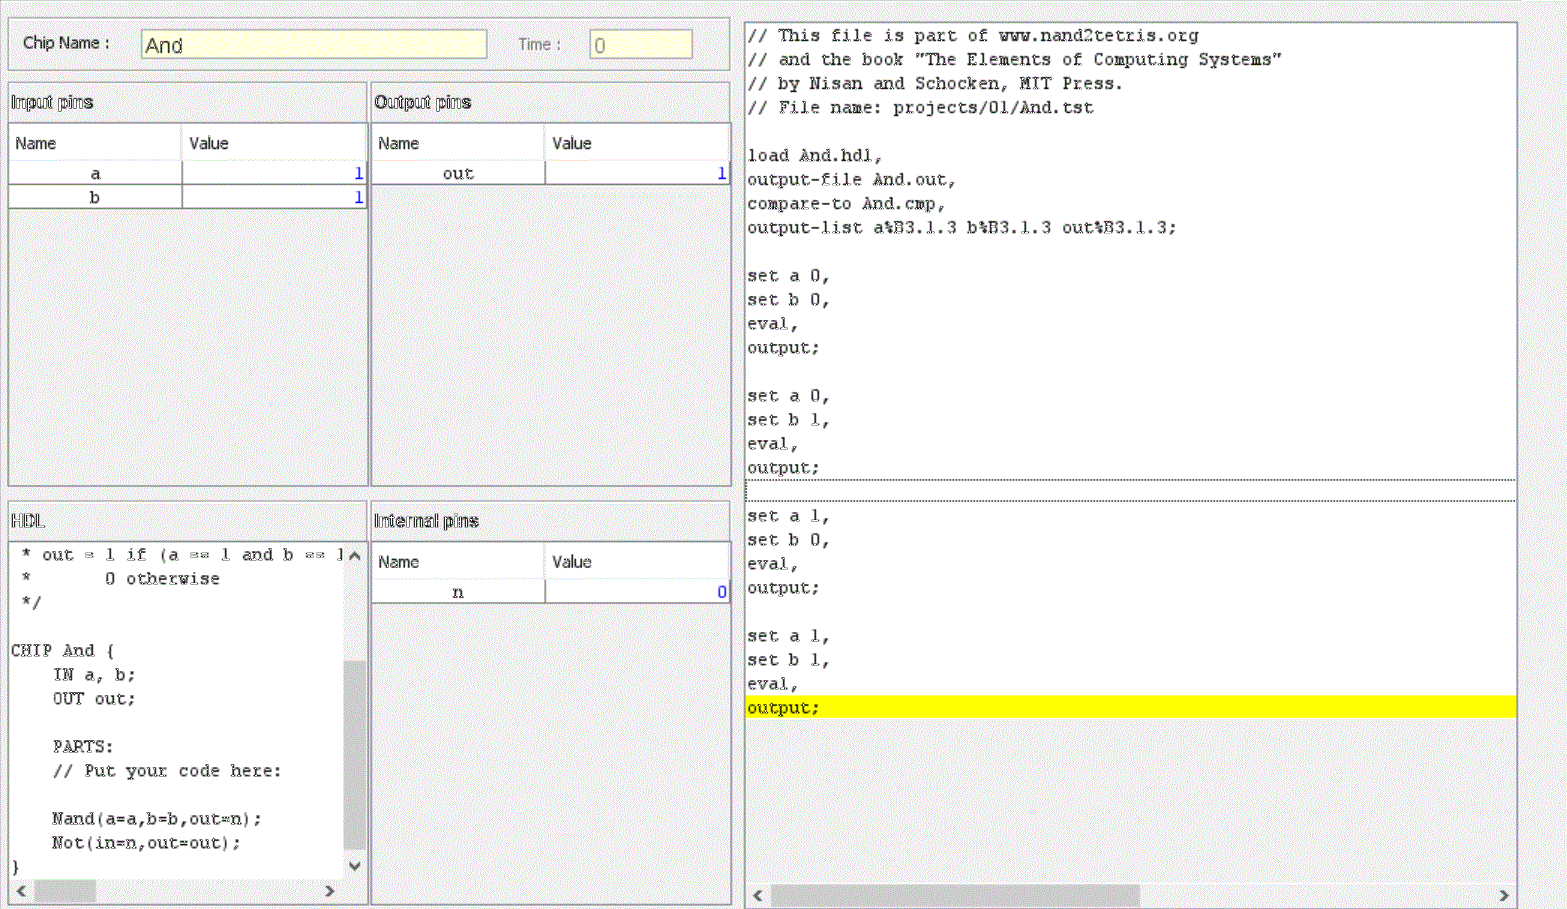 Chip Name :
And
Time :
0
Input pins
Name Value
a 1
b 1
Output pins
Name Value
out 1
HDL
* out = 1 if (a == 1 and b == 1
* 0 otherwise
*/
CHIP And {
IN a, b;
OUT out;
PARTS:
// Put your code here:
Nand(a=a,b=b,out=n);
Not(in=n,out=out);
}
Internal pins
Name Value
n 0
// This file is part of www.nand2tetris.org
// and the book "The Elements of Computing Systems"
// by Nisan and Schocken, MIT Press.
// File name: projects/01/And.tst
load And.hdl,
output-file And.out,
compare-to And.cmp,
output-list a%B3.1.3 b%B3.1.3 out%B3.1.3;
set a 0,
set b 0,
eval,
output;
set a 0,
set b 1,
eval,
output;
set a 1,
set b 0,
eval,
output;
set a 1,
set b 1,
eval,
output;